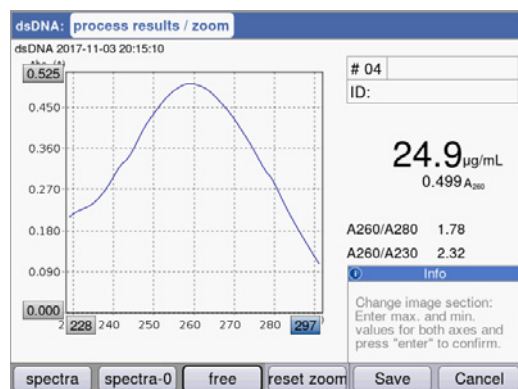 dsDNA: process results / zoom
dsDNA 2017-11-03 20:15:10
0.525
0.450
0.360
0.270
0.180
0.090
0.000
228 240 250 260 270 280 297
# 04
ID:
24.9 µg/mL
0.499 A260
A260/A280 1.78
A260/A230 2.32
Info
Change image section:
Enter max. and min.
values for both axes and
press "enter" to confirm.
spectra spectra-0 free reset zoom Save Cancel